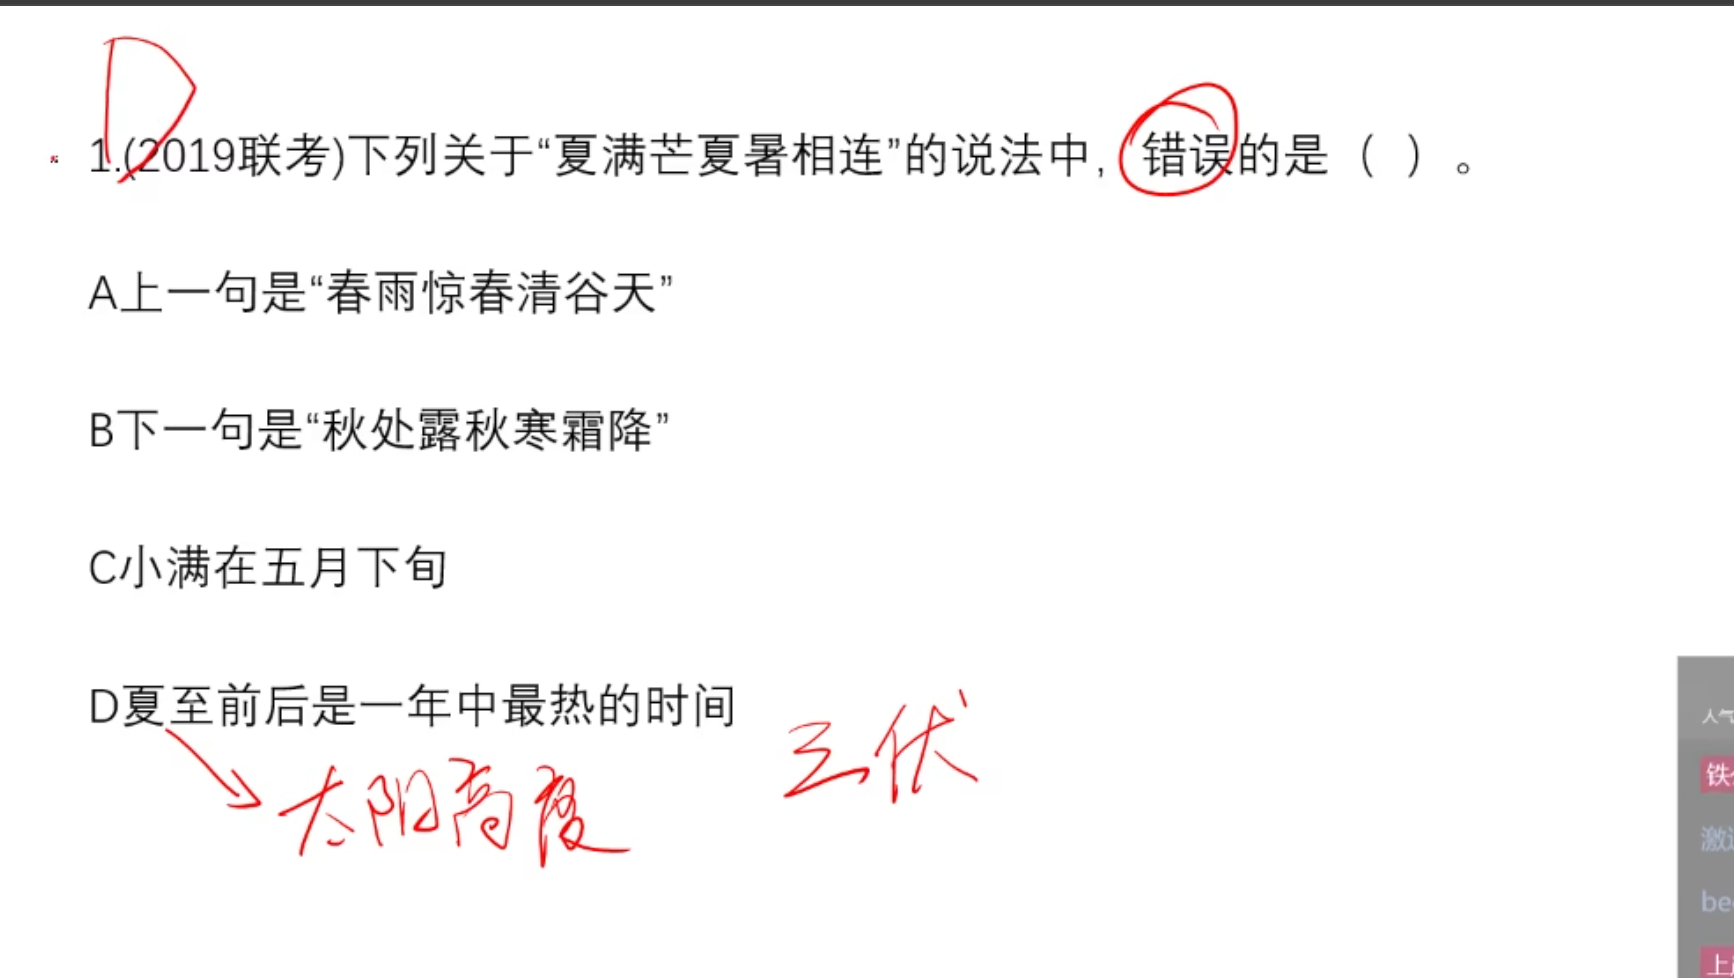 D
1.(2019联考)下列关于“夏满芒夏暑相连”的说法中，错误的是（ ）。
A上一句是“春雨惊春清谷天”
B下一句是“秋处露秋寒霜降”
C小满在五月下旬
D夏至前后是一年中最热的时间
三伏
太阳高度
人气
铁
激
be
上